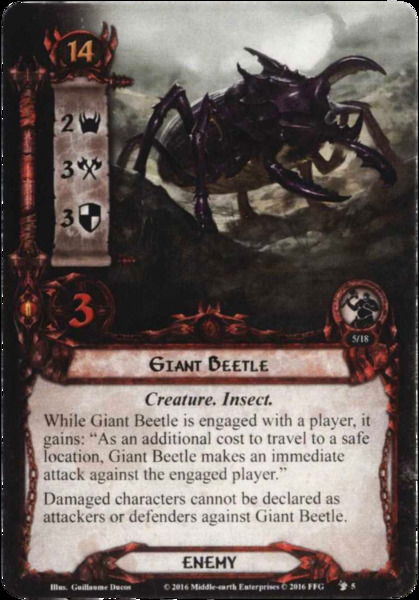 14
2
3
3
3
5/18
GIANT BEETLE
Creature. Insect.
While Giant Beetle is engaged with a player, it
gains: “As an additional cost to travel to a safe
location, Giant Beetle makes an immediate
attack against the engaged player.”
Damaged characters cannot be declared as
attackers or defenders against Giant Beetle.
ENEMY
Illus. Guillaume Ducos © 2016 Middle-earth Enterprises © 2016 FFG 5